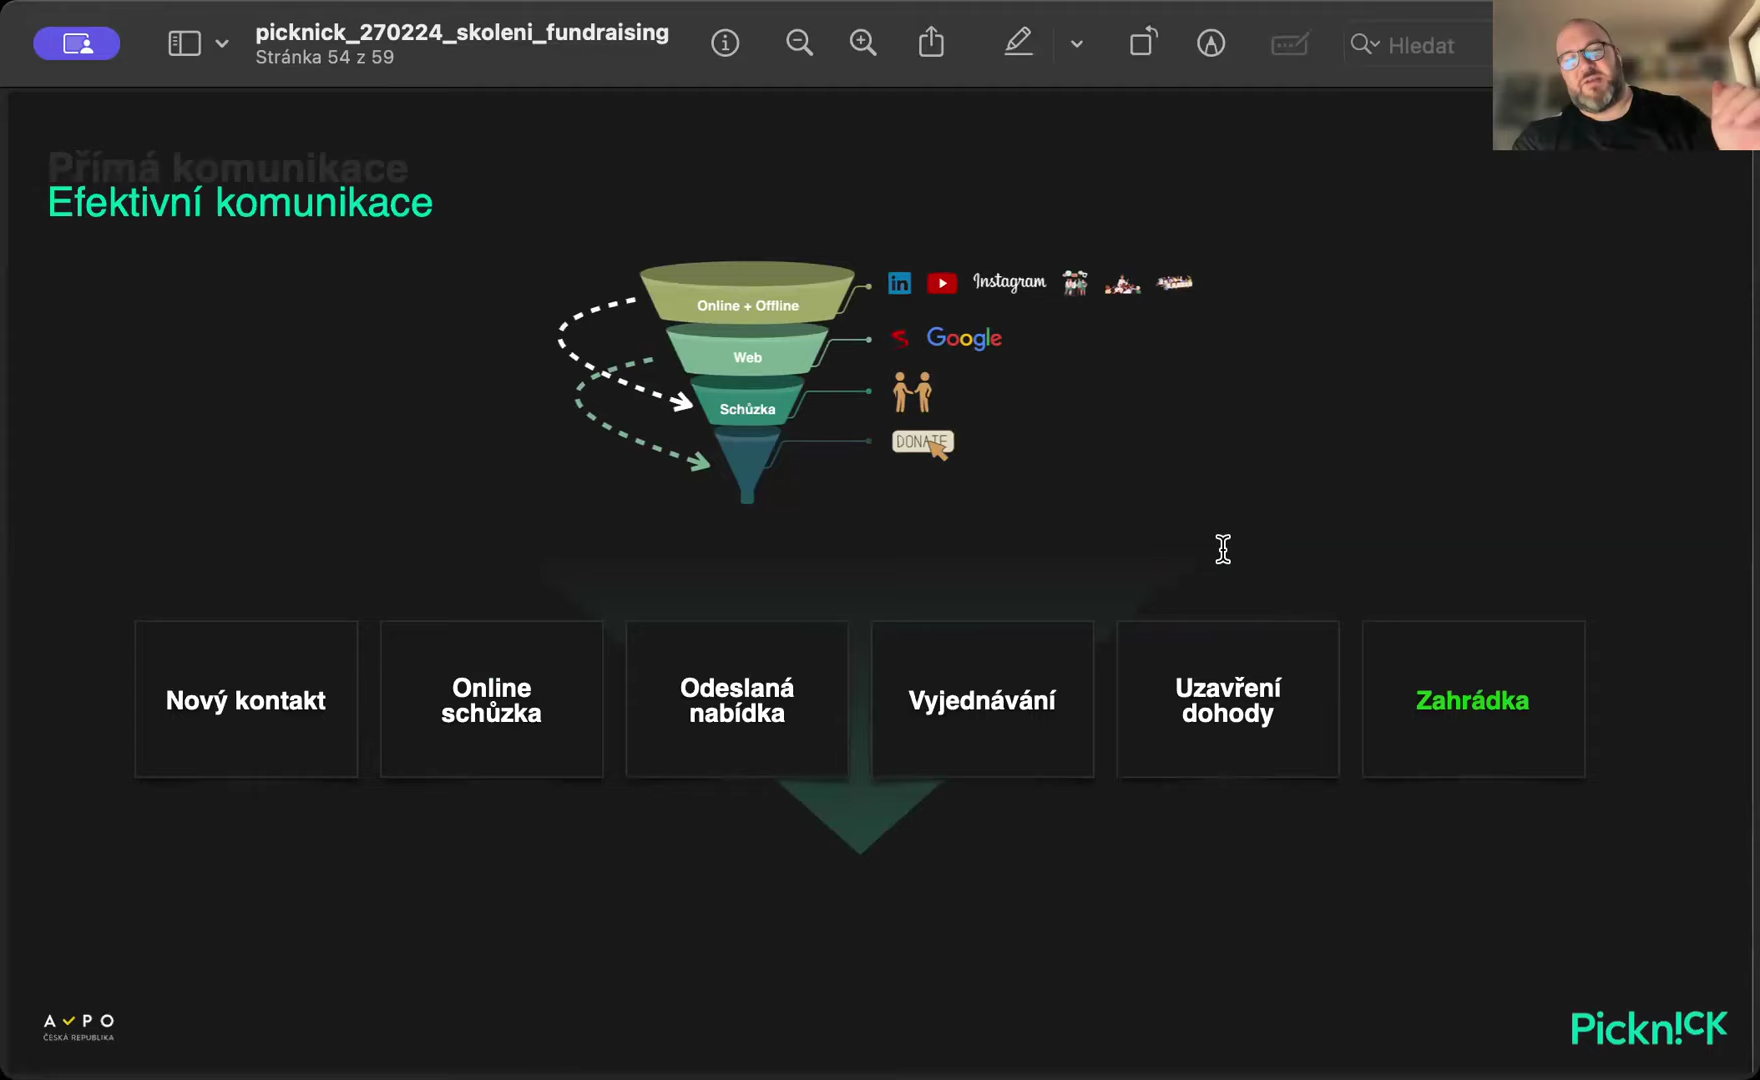 picknick_270224_skoleni_fundraising
Stránka 54 z 59
Hledat
Přímá komunikace
Efektivní komunikace
Online + Offline
Instagram
Web
Google
Schůzka
DONATE
Nový kontakt
Online
schůzka
Odeslaná
nabídka
Vyjednávání
Uzavření
dohody
Zahrádka
AVPO
ČESKÁ REPUBLIKA
Pickn!CK